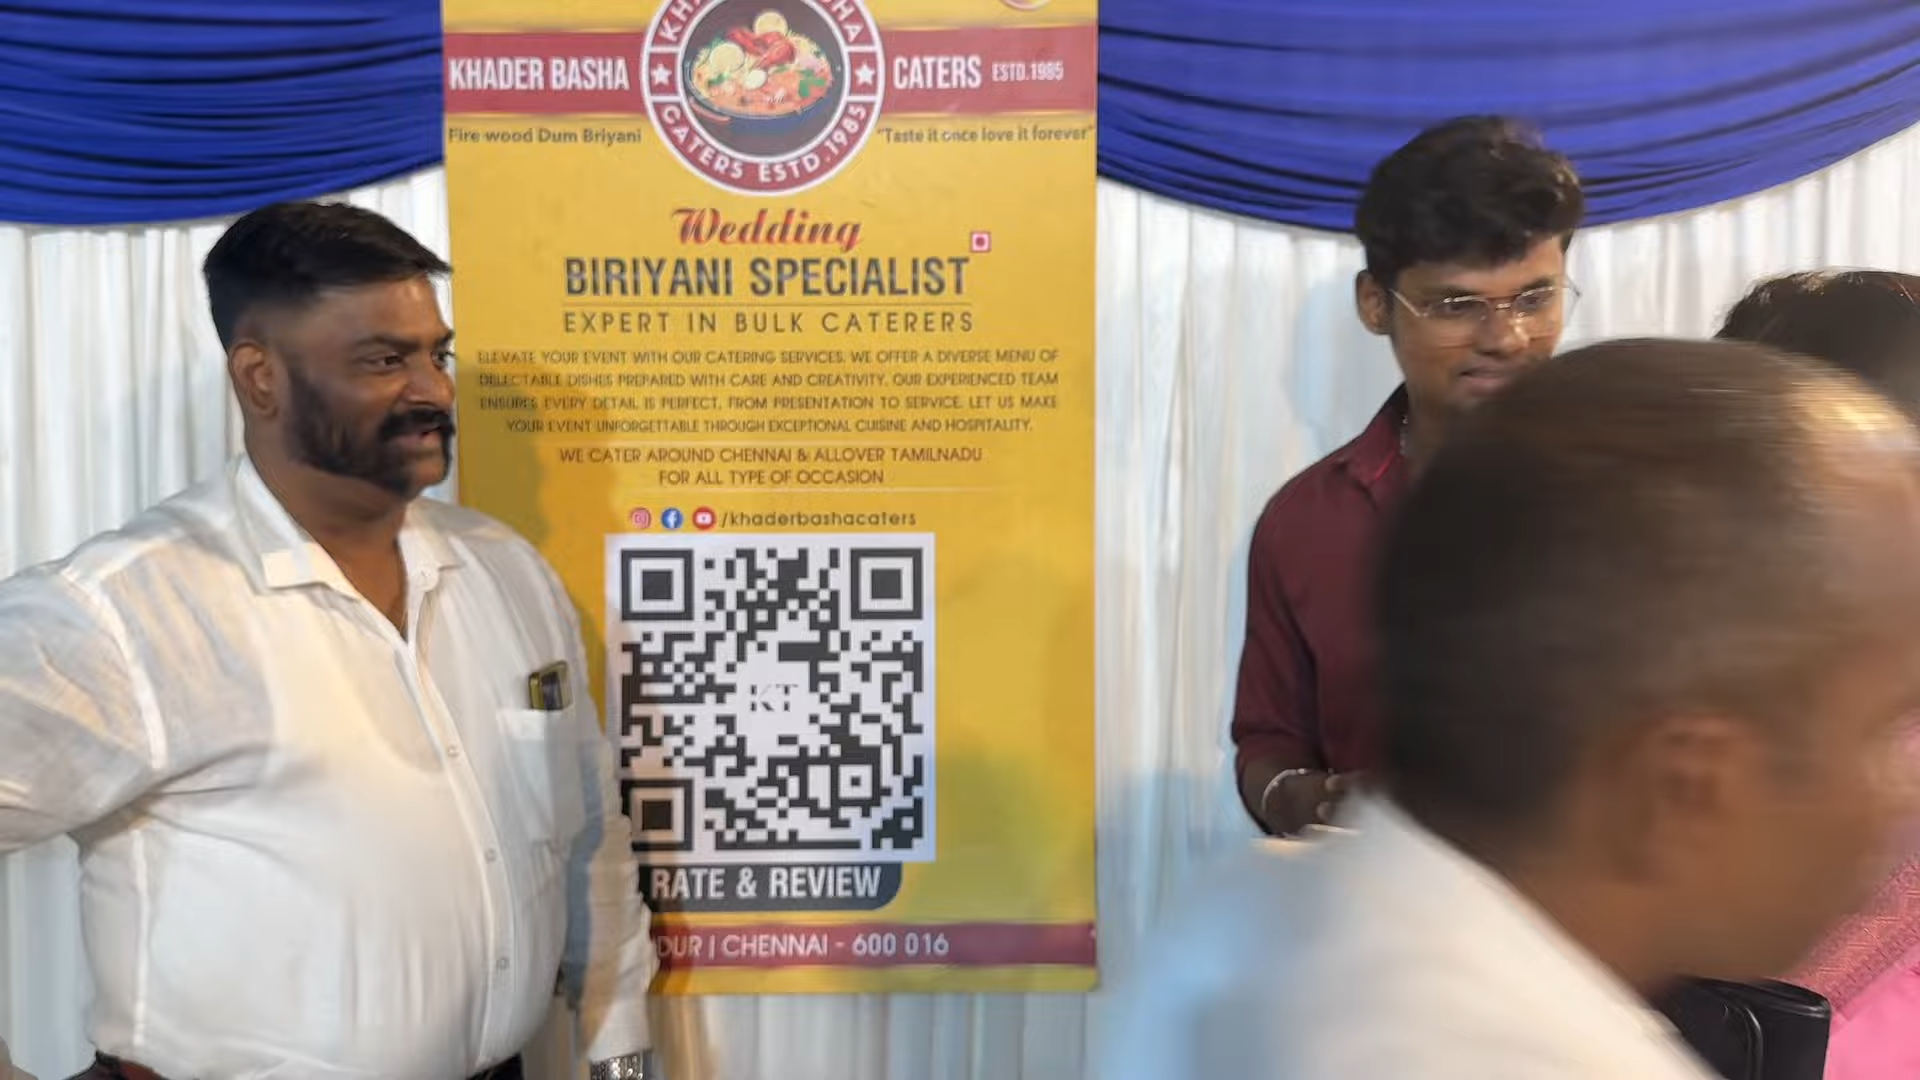 KHADER BASHA
CATERS ESTD.1985
CATERS ESTD.1985
Fire wood Dum Briyani
"Taste it once love it forever"
Wedding
BIRIYANI SPECIALIST
EXPERT IN BULK CATERERS
ELEVATE YOUR EVENT WITH OUR CATERING SERVICES. WE OFFER A DIVERSE MENU OF
DELECTABLE DISHES PREPARED WITH CARE AND CREATIVITY. OUR EXPERIENCED TEAM
ENSURES EVERY DETAIL IS PERFECT, FROM PRESENTATION TO SERVICE. LET US MAKE
YOUR EVENT UNFORGETTABLE THROUGH EXCEPTIONAL CUISINE AND HOSPITALITY.
WE CATER AROUND CHENNAI & ALLOVER TAMILNADU
FOR ALL TYPE OF OCCASION
/khaderbashacaters
KT
RATE & REVIEW
DUR | CHENNAI - 600 016